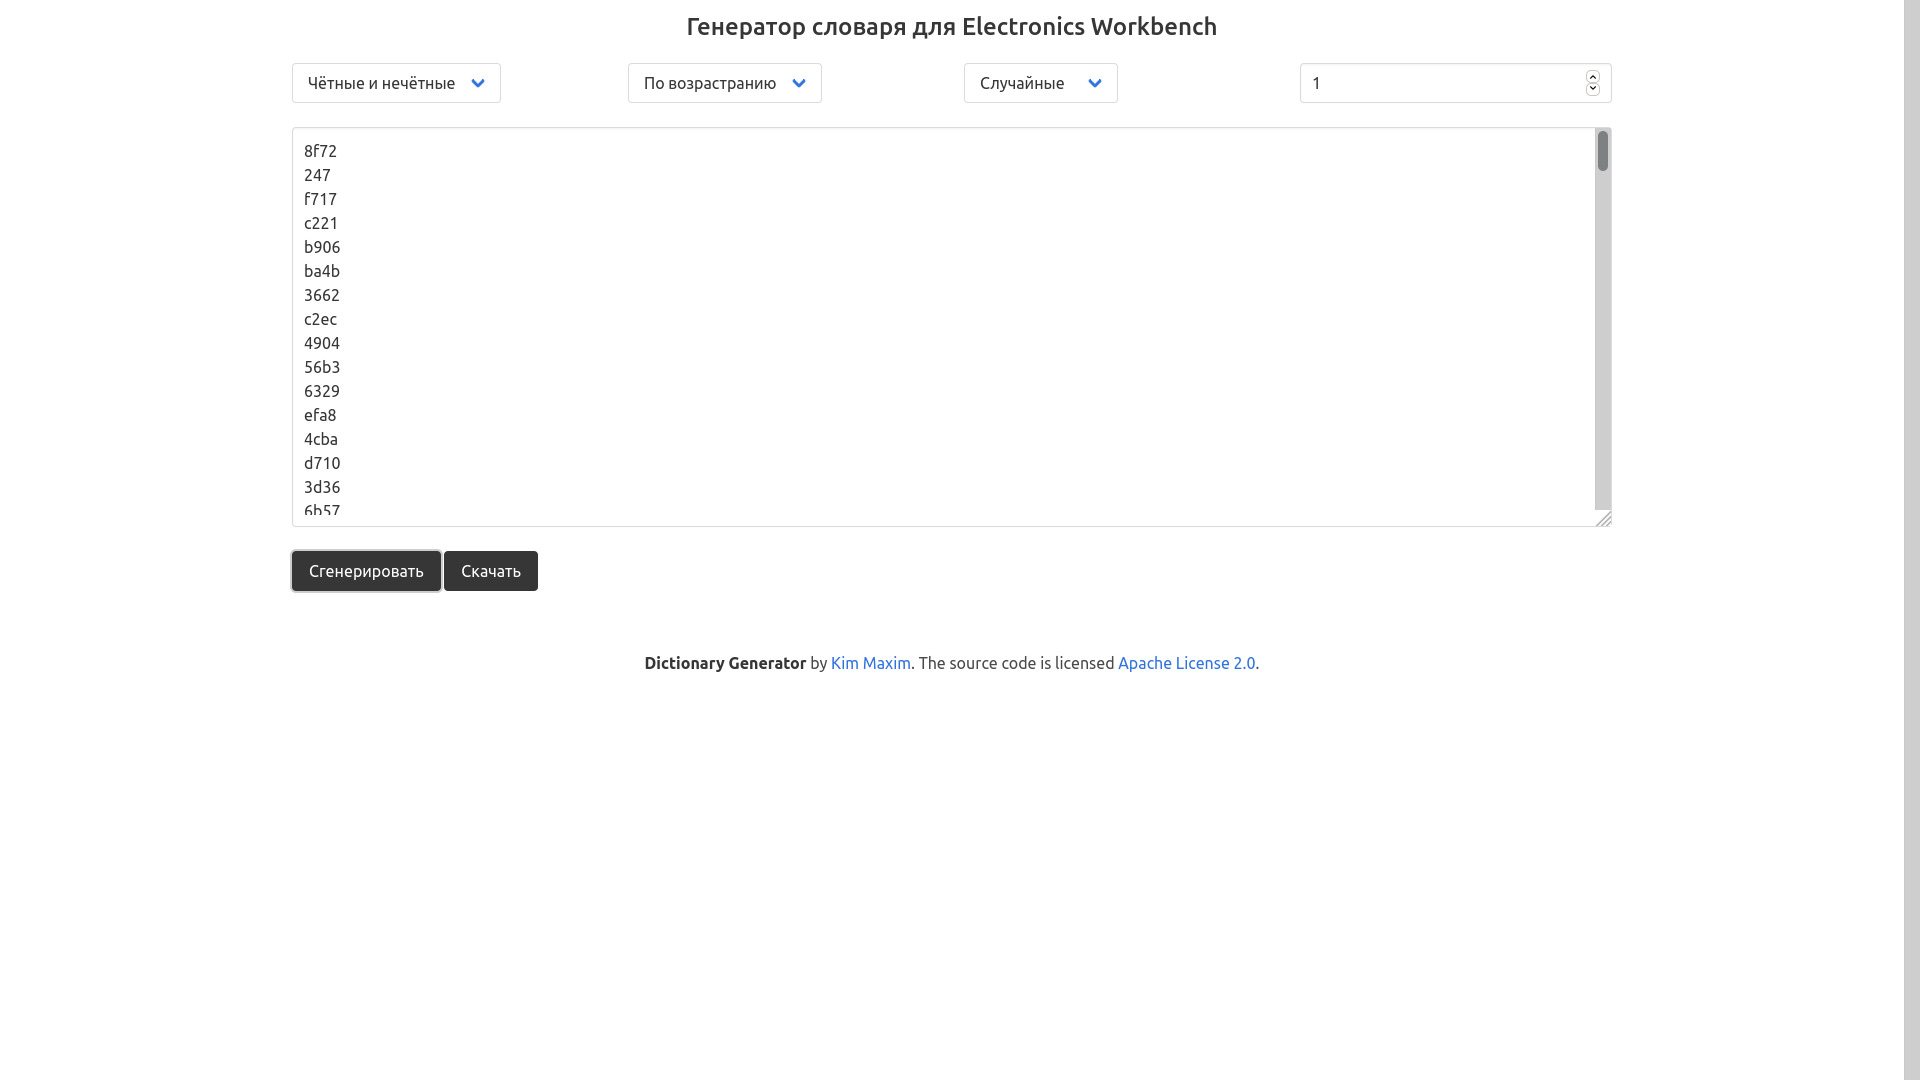 Генератор словаря для Electronics Workbench
Чётные и нечётные
По возрастранию
Случайные
1
8f72
247
f717
c221
b906
ba4b
3662
c2ec
4904
56b3
6329
efa8
4cba
d710
3d36
6b57
Сгенерировать
Скачать
Dictionary Generator by Kim Maxim. The source code is licensed Apache License 2.0.